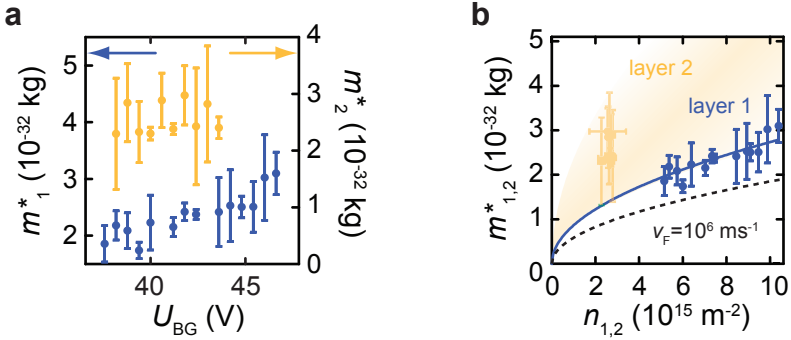 a
5
4
3
2
m*1 (10-32 kg)
4
3
2
1
0
m*2 (10-32 kg)
40
45
UBG (V)
b
5
4
3
2
1
0
m*1,2 (10-32 kg)
layer 2
layer 1
vF=106 ms-1
0
2
4
6
8
10
n1,2 (1015 m-2)